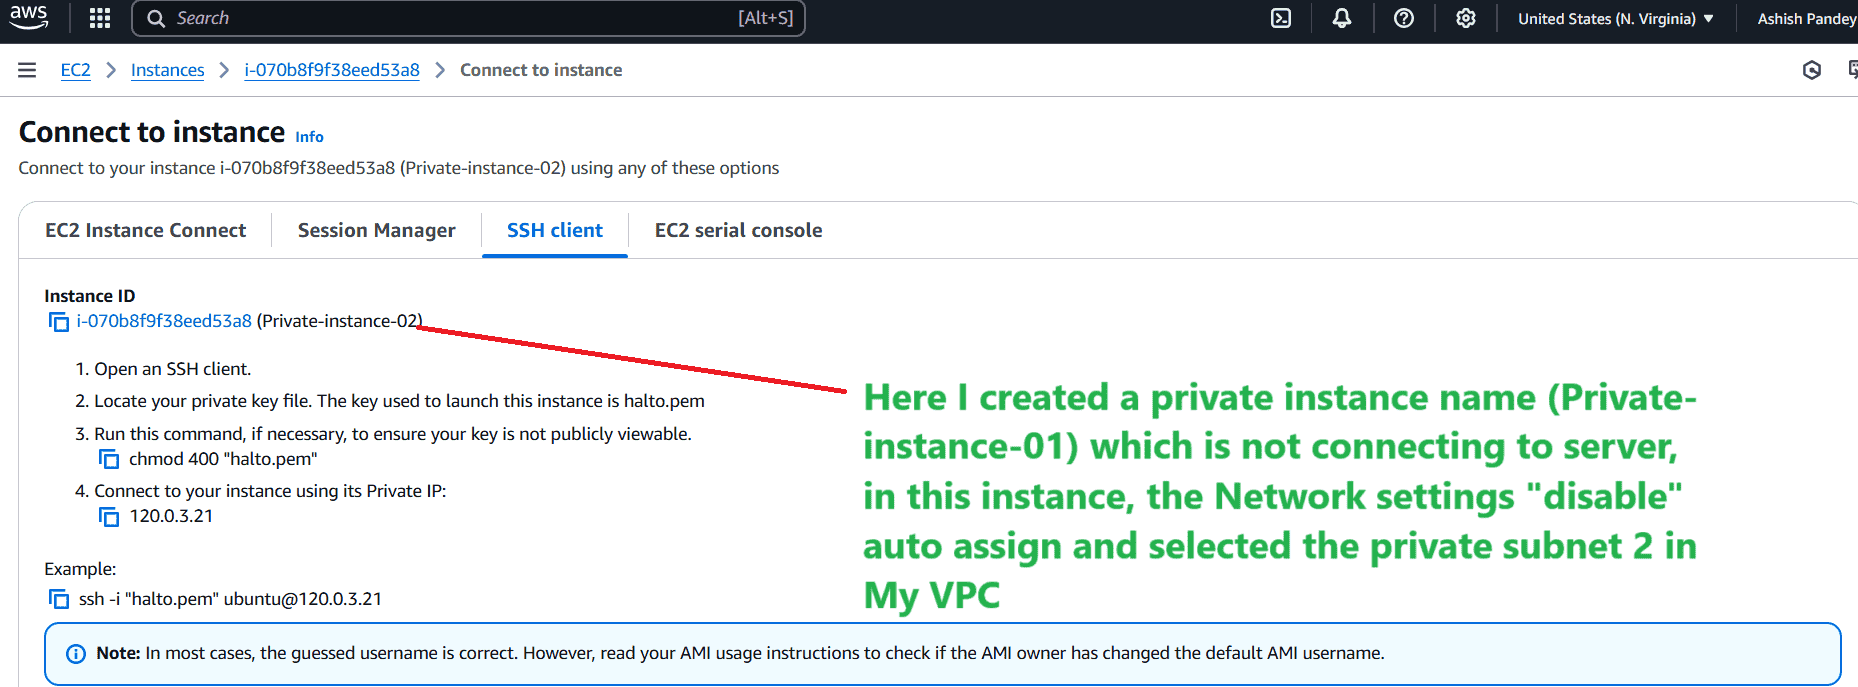 aws
Search
[Alt+S]
United States (N. Virginia)
Ashish Pandey
EC2
Instances
i-070b8f9f38eed53a8
Connect to instance
Connect to instance Info
Connect to your instance i-070b8f9f38eed53a8 (Private-instance-02) using any of these options
EC2 Instance Connect
Session Manager
SSH client
EC2 serial console
Instance ID
i-070b8f9f38eed53a8 (Private-instance-02)
1. Open an SSH client.
2. Locate your private key file. The key used to launch this instance is halto.pem
3. Run this command, if necessary, to ensure your key is not publicly viewable.
chmod 400 "halto.pem"
4. Connect to your instance using its Private IP:
120.0.3.21
Example:
ssh -i "halto.pem" ubuntu@120.0.3.21
Here I created a private instance name (Private-
instance-01) which is not connecting to server,
in this instance, the Network settings "disable"
auto assign and selected the private subnet 2 in
My VPC
Note: In most cases, the guessed username is correct. However, read your AMI usage instructions to check if the AMI owner has changed the default AMI username.